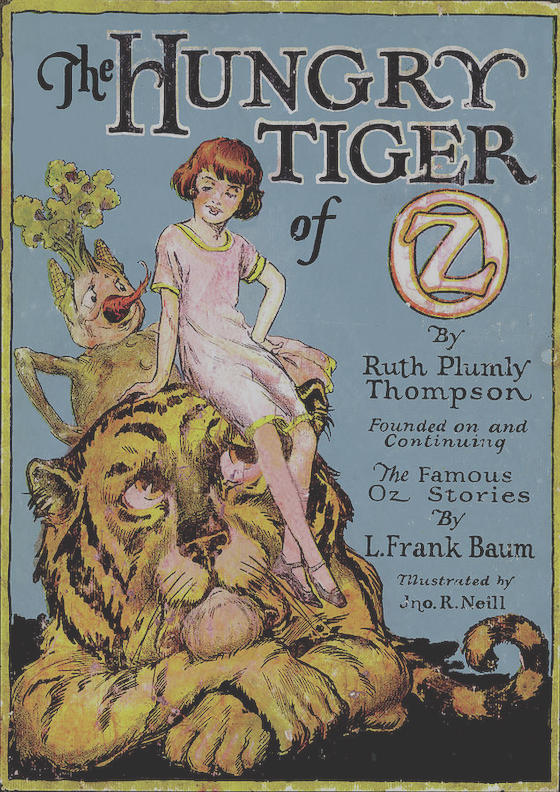 The HUNGRY
TIGER
of
OZ
By
Ruth Plumly
Thompson
Founded on and
Continuing
The Famous
Oz Stories
By
L. Frank Baum
Illustrated by
Jno. R. Neill